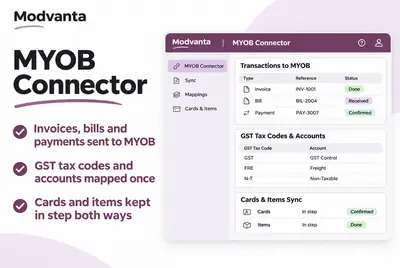 Modvanta
MYOB
Connector
Invoices, bills and
payments sent to MYOB
GST tax codes and
accounts mapped once
Cards and items kept
in step both ways
Modvanta | MYOB Connector
MYOB Connector
Sync
Mappings
Cards & Items
Transactions to MYOB
Type Reference Status
Invoice INV-1001 Done
Bill BIL-2004 Received
Payment PAY-3007 Confirmed
GST Tax Codes & Accounts
GST Tax Code Account
GST GST Control
FRE Freight
N-T Non-Taxable
Cards & Items Sync
Cards In step Confirmed
Items In step Done